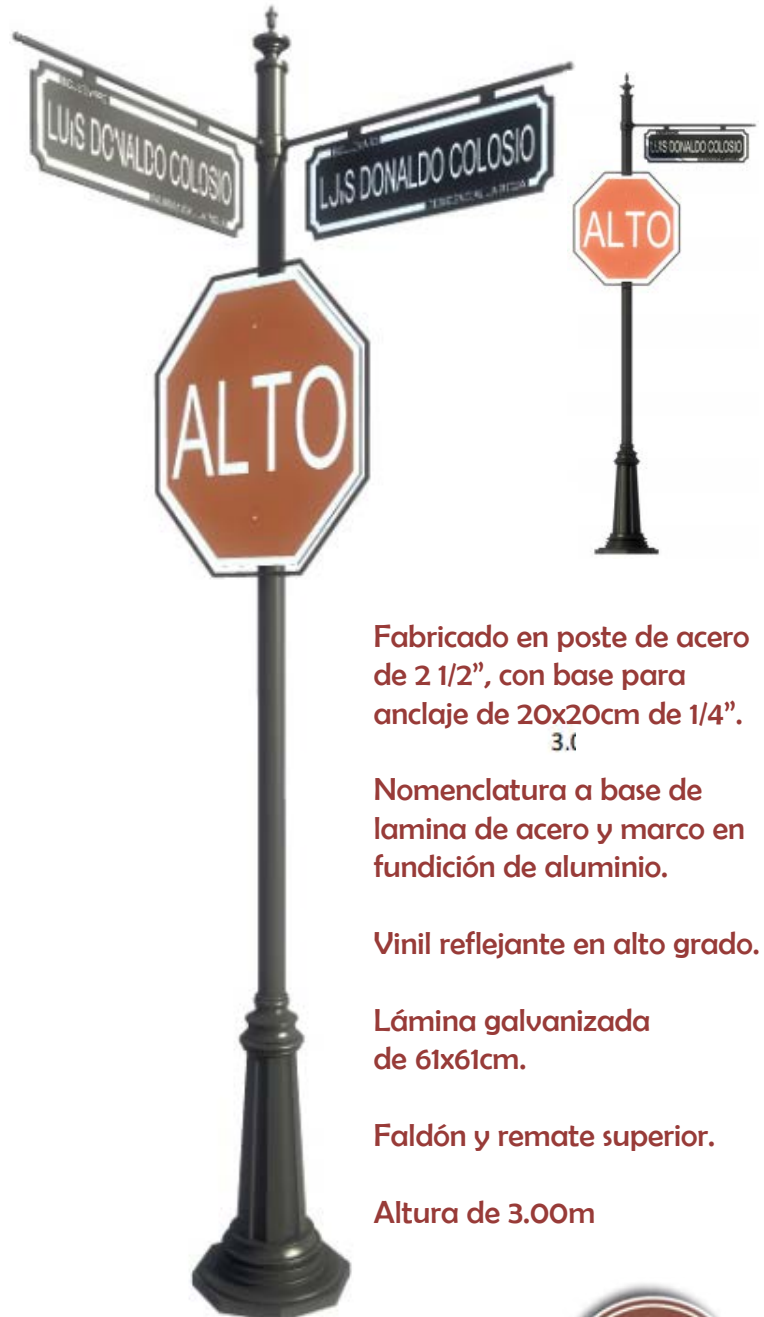 LUIS DONALDO COLOSIO
LUIS DONALDO COLOSIO
LUIS DONALDO COLOSIO
ALTO
ALTO
Fabricado en poste de acero
de 2 1/2”, con base para
anclaje de 20x20cm de 1/4”.
Nomenclatura a base de
lamina de acero y marco en
fundición de aluminio.
Vinil reflejante en alto grado.
Lámina galvanizada
de 61x61cm.
Faldón y remate superior.
Altura de 3.00m